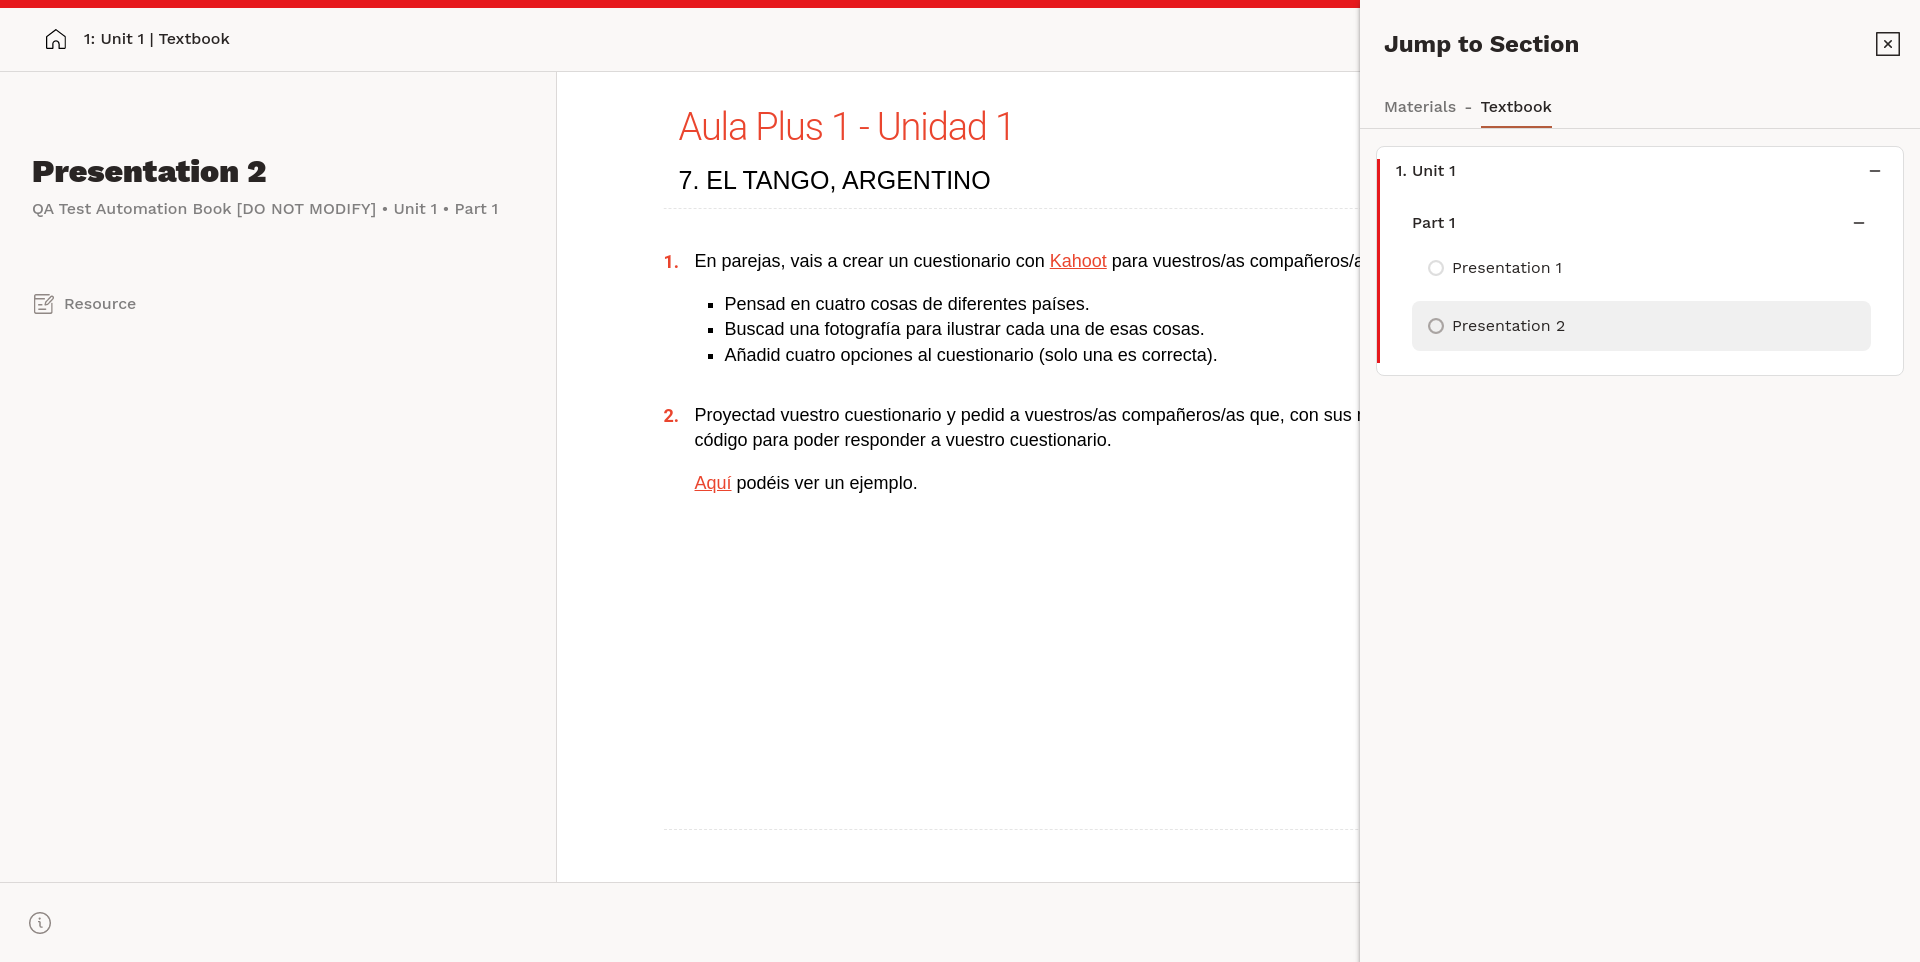 1: Unit 1 | Textbook
Presentation 2
QA Test Automation Book [DO NOT MODIFY] • Unit 1 • Part 1
Resource
Aula Plus 1 - Unidad 1
7. EL TANGO, ARGENTINO
1. En parejas, vais a crear un cuestionario con Kahoot para vuestros/as compañeros/a
▪ Pensad en cuatro cosas de diferentes países.
▪ Buscad una fotografía para ilustrar cada una de esas cosas.
▪ Añadid cuatro opciones al cuestionario (solo una es correcta).
2. Proyectad vuestro cuestionario y pedid a vuestros/as compañeros/as que, con sus
código para poder responder a vuestro cuestionario.
Aquí podéis ver un ejemplo.
Jump to Section
Materials - Textbook
1. Unit 1
Part 1
Presentation 1
Presentation 2